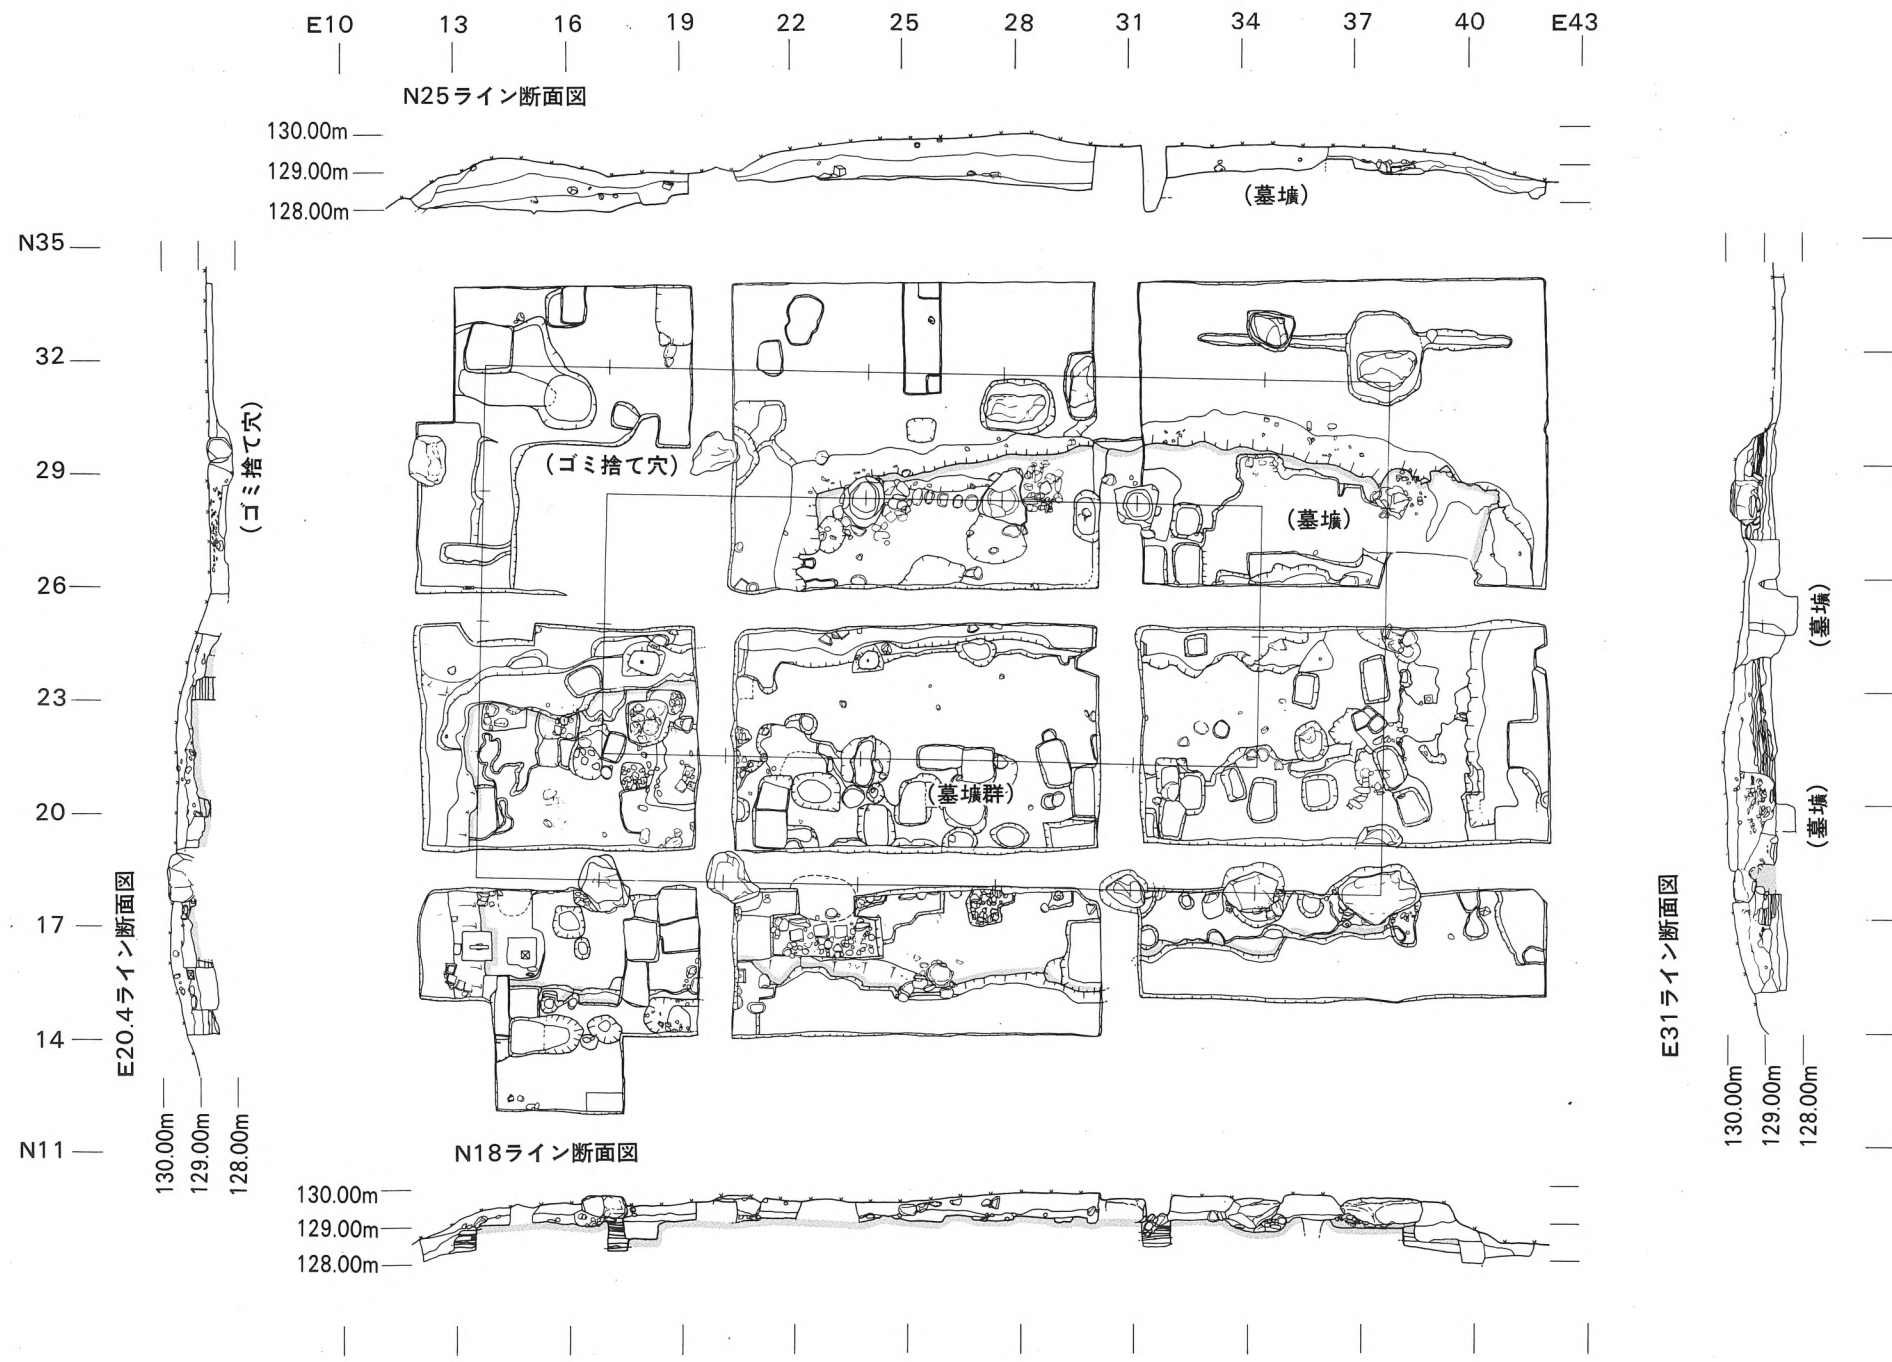 E10 13 16 19 22 25 28 31 34 37 40 E43
N25ライン断面図
130.00m
129.00m
128.00m
(墓壙)
N35
32
29
26
23
20
17
14
N11
(ゴミ捨て穴)
(ゴミ捨て穴)
(墓壙)
(墓壙群)
(墓壙)
(墓壙)
E20.4ライン断面図
130.00m
129.00m
128.00m
E31ライン断面図
130.00m
129.00m
128.00m
N18ライン断面図
130.00m
129.00m
128.00m